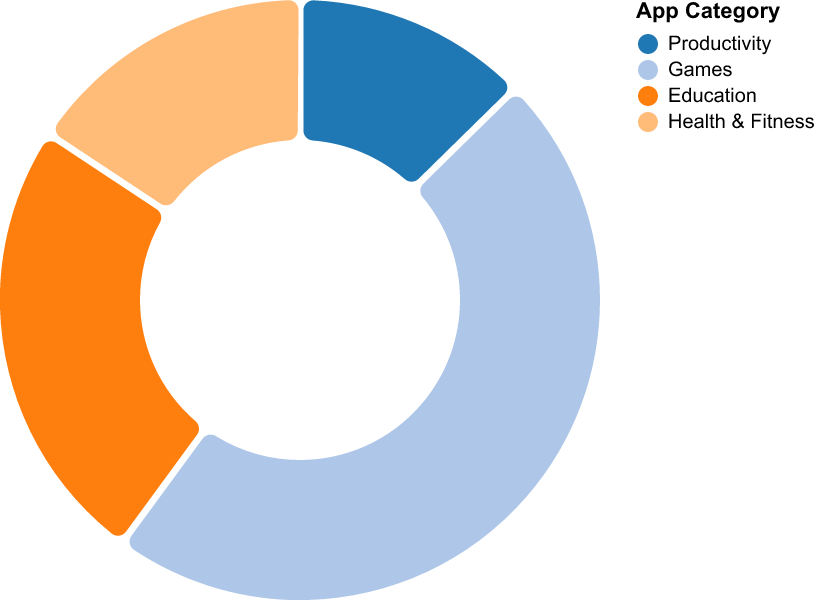 App Category
Productivity
Games
Education
Health & Fitness